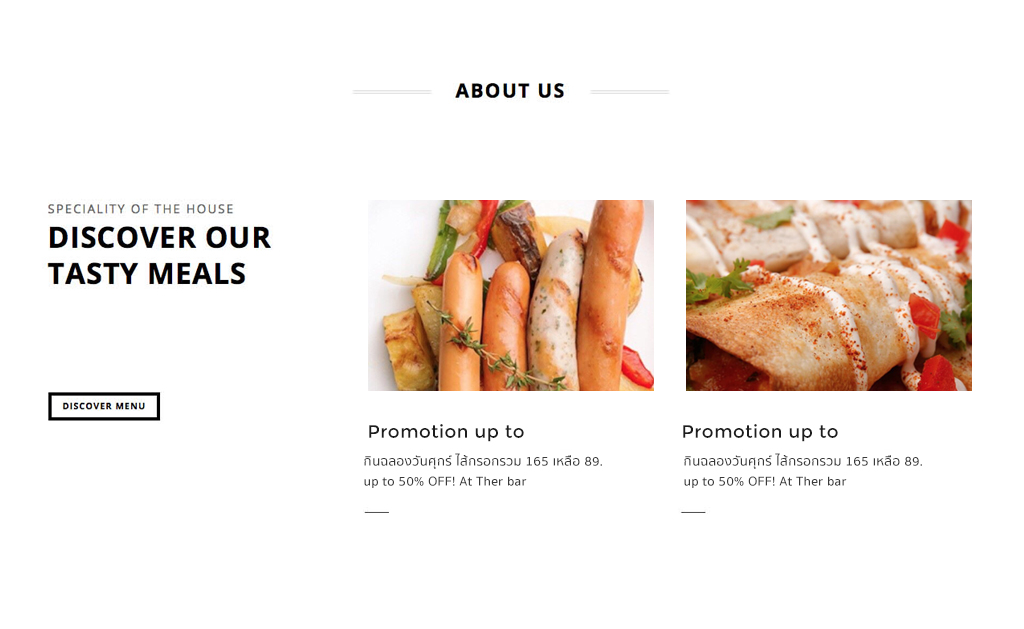 ABOUT US
SPECIALITY OF THE HOUSE
DISCOVER OUR
TASTY MEALS
DISCOVER MENU
Promotion up to
กินฉลองวันศุกร์ ไส้กรอกรวม 165 เหลือ 89.
up to 50% OFF! At Ther bar
Promotion up to
กินฉลองวันศุกร์ ไส้กรอกรวม 165 เหลือ 89.
up to 50% OFF! At Ther bar